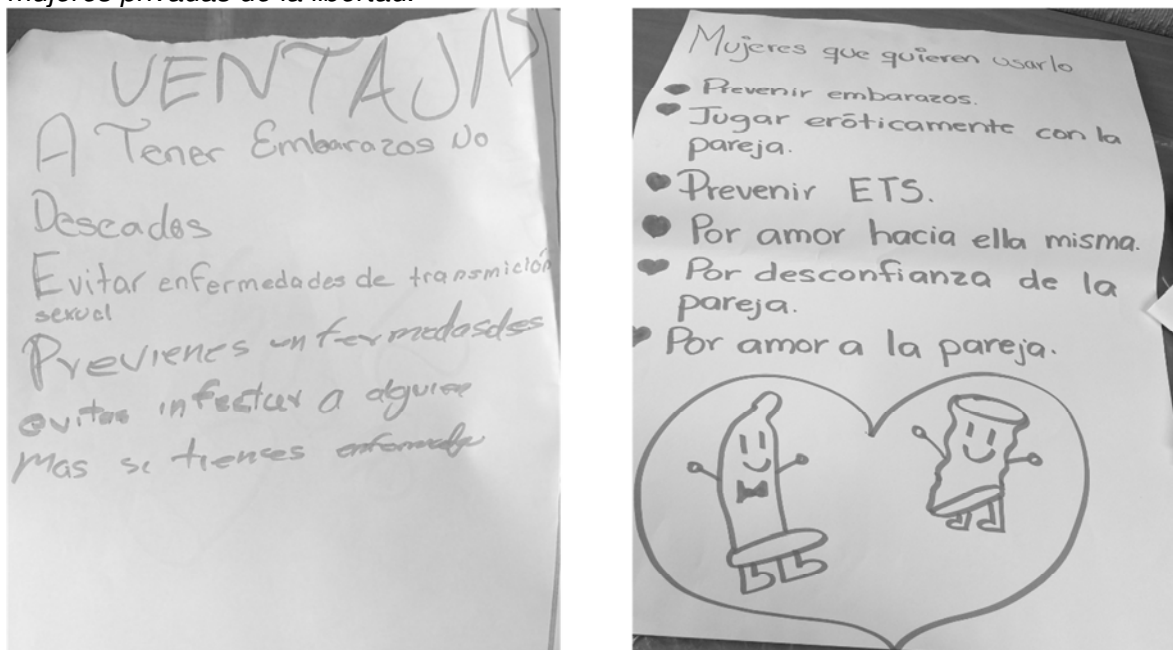 mujeres privadas de la libertad.
VENTAJAS
A Tener Embarazos No
Deseados
Evitar enfermedades de transmición
sexual
Previenes enfermedasdes
evitas infectar a alguien
Mas si tienes
Mujeres que quieren usarlo
Prevenir embarazos.
Jugar eróticamente con la
pareja.
Prevenir ETS.
Por amor hacia ella misma.
Por desconfianza de la
pareja.
Por amor a la pareja.